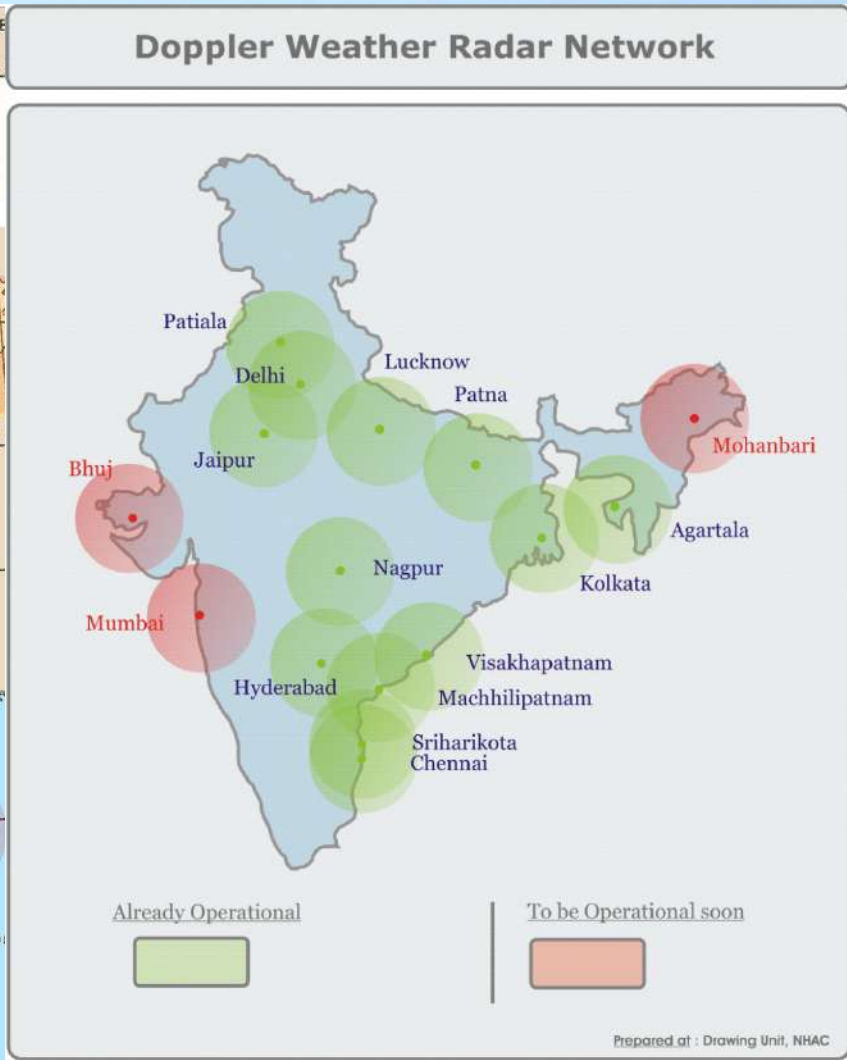 Doppler Weather Radar Network
Patiala
Lucknow
Delhi
Patna
Mohanbari
Jaipur
Bhuj
Agartala
Nagpur
Kolkata
Mumbai
Visakhapatnam
Hyderabad
Machhilipatnam
Sriharikota
Chennai
Already Operational
To be Operational soon
Prepared at : Drawing Unit, NHAC